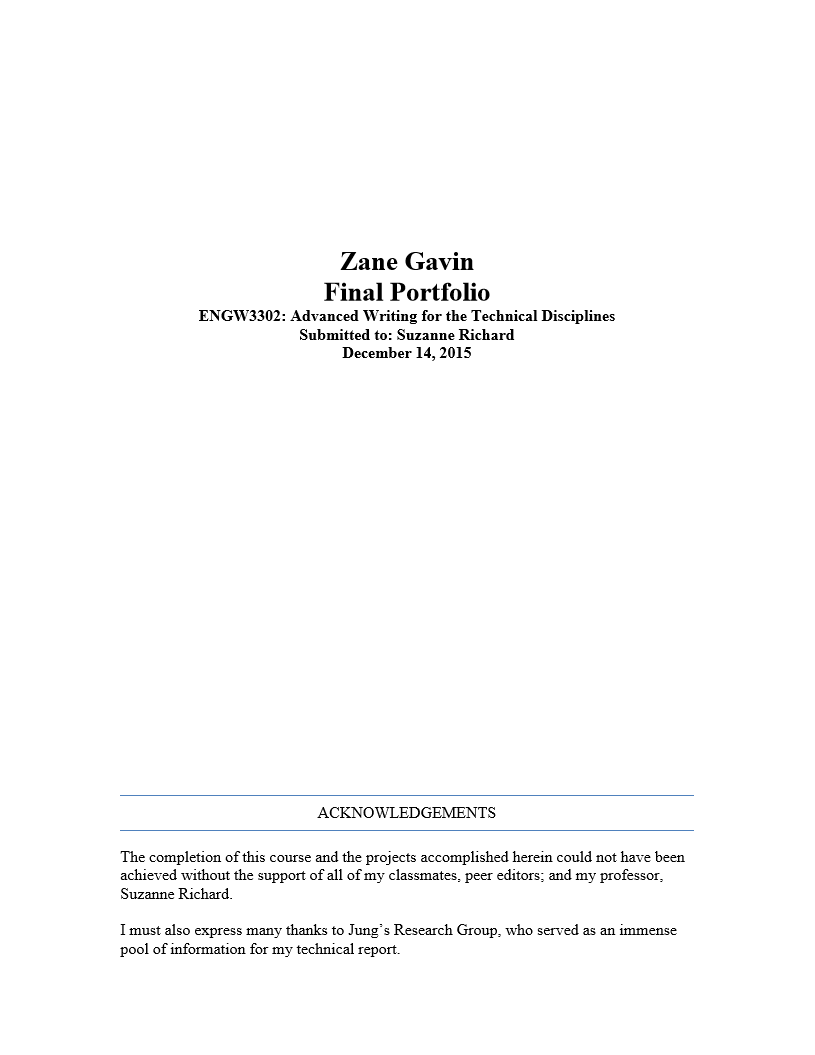 Zane Gavin
Final Portfolio
ENGW3302: Advanced Writing for the Technical Disciplines
Submitted to: Suzanne Richard
December 14, 2015
ACKNOWLEDGEMENTS
The completion of this course and the projects accomplished herein could not have been
achieved without the support of all of my classmates, peer editors; and my professor,
Suzanne Richard.
I must also express many thanks to Jung’s Research Group, who served as an immense
pool of information for my technical report.